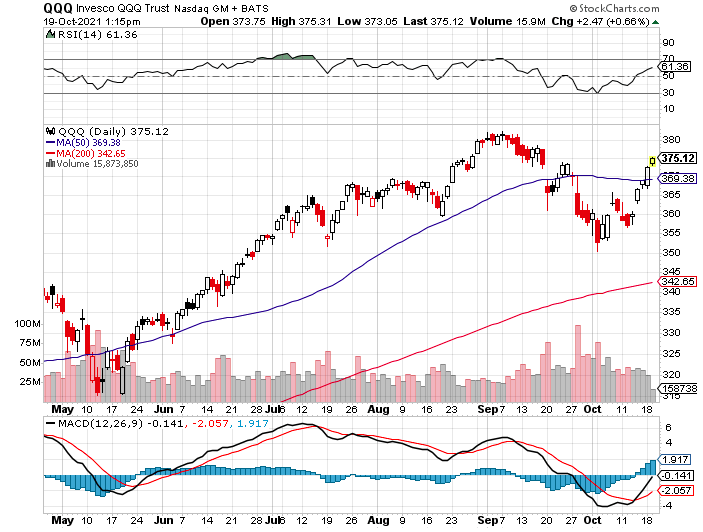 QQQ Invesco QQQ Trust Nasdaq GM + BATS © StockCharts.com
19-Oct-2021 1:15pm Open 373.75 High 375.31 Low 373.05 Last 375.12 Volume 15.9M Chg +2.47 (+0.66%)
RSI(14) 61.36
90
70
61.36
50
30
10
QQQ (Daily) 375.12
MA(50) 369.38
MA(200) 342.65
Volume 15,873,850
380
375.12
369.38
365
360
355
350
345
342.65
340
335
330
325
320
315
100M
75M
50M
25M
15873850
May 10 17 24 Jun 7 14 21 28 Jul 6 12 19 26 Aug 9 16 23 Sep 7 13 20 27 Oct 11 18
MACD(12,26,9) -0.141, -2.057, 1.917
6
4
1.917
-0.141
-2.057
-4
May 10 17 24 Jun 7 14 21 28 Jul 6 12 19 26 Aug 9 16 23 Sep 7 13 20 27 Oct 11 18